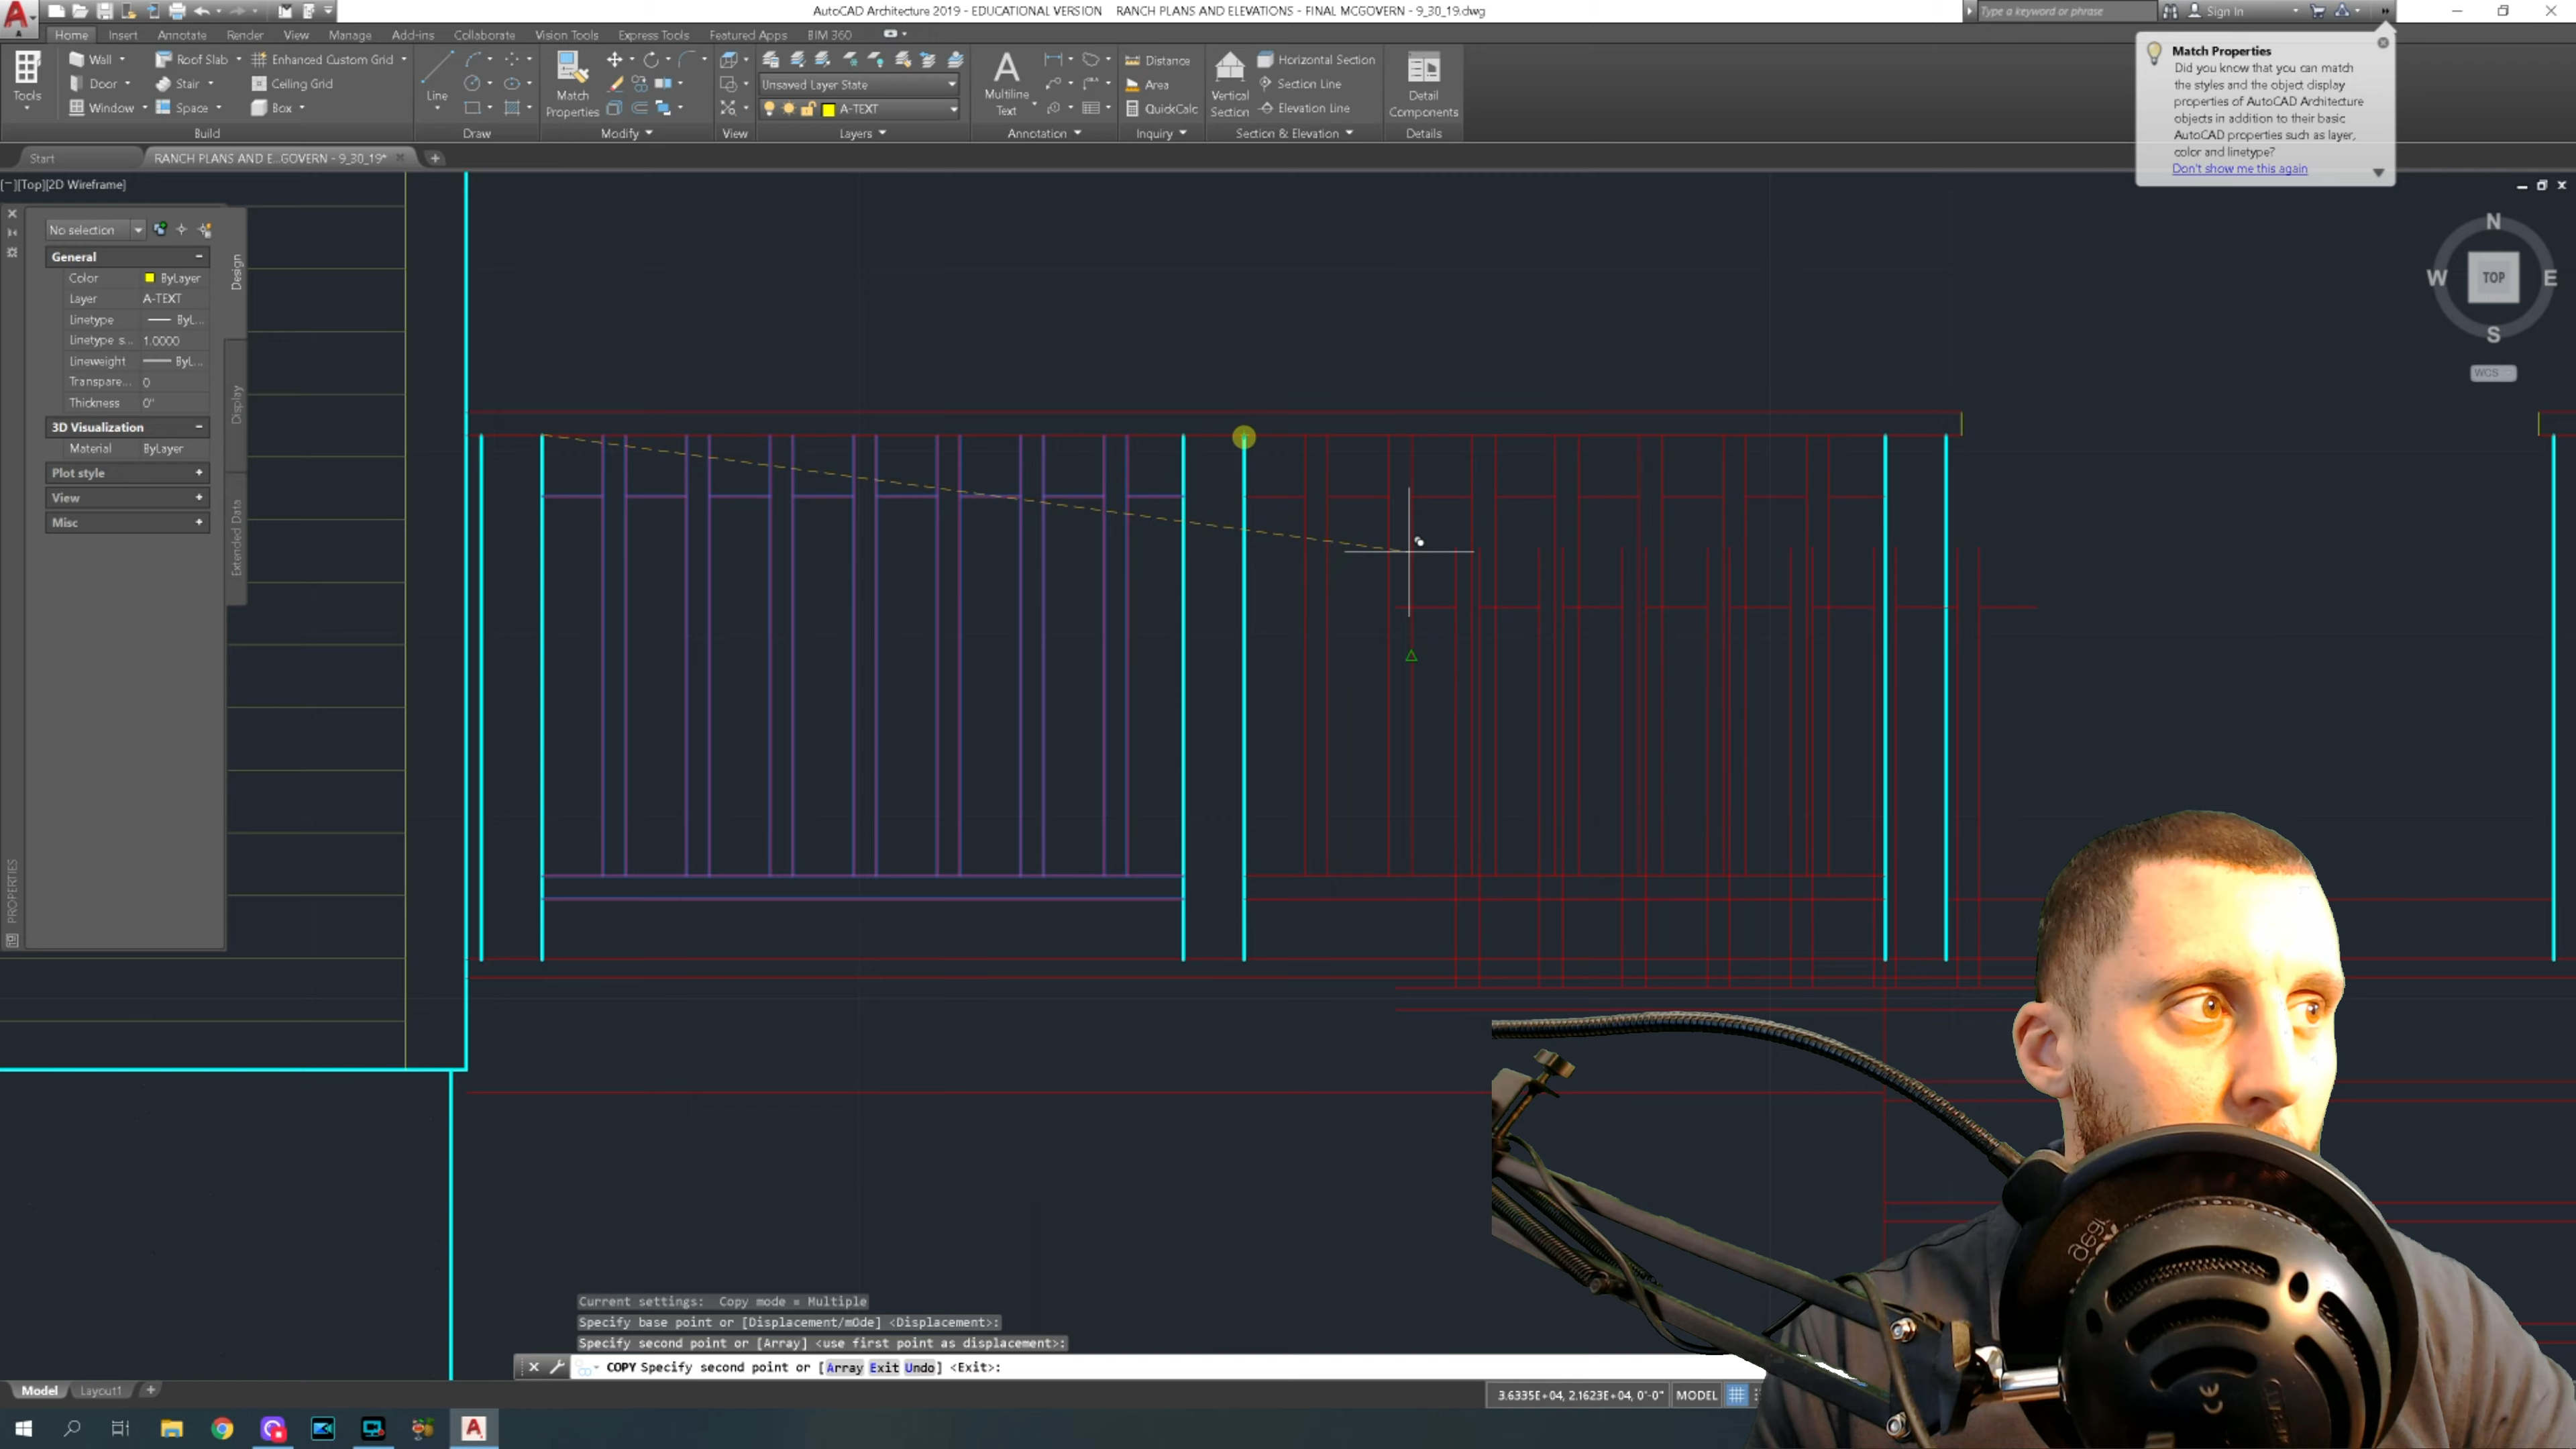 AutoCAD Architecture 2019 - EDUCATIONAL VERSION RANCH PLANS AND ELEVATIONS - FINAL MCGOVERN - 9_30_19.dwg
Type a keyword or phrase
Sign In
Home Insert Annotate Render View Manage Add-ins Collaborate Vision Tools Express Tools Featured Apps BIM 360
Tools
Wall
Door
Window
Roof Slab
Stair
Space
Enhanced Custom Grid
Ceiling Grid
Box
Build
Line
Draw
Match
Properties
Modify
View
Unsaved Layer State
A-TEXT
Layers
Multiline
Text
Annotation
Distance
Area
QuickCalc
Inquiry
Vertical
Section
Horizontal Section
Section Line
Elevation Line
Section & Elevation
Detail
Components
Details
Match Properties
Did you know that you can match
the styles and the object display
properties of AutoCAD Architecture
objects in addition to their basic
AutoCAD properties such as layer,
color and linetype?
Don't show me this again
Start
RANCH PLANS AND E...GOVERN - 9_30_19*
[−][Top][2D Wireframe]
No selection
General
Color ByLayer
Layer A-TEXT
Linetype ByL...
Linetype s... 1.0000
Lineweight ByL...
Transpare... 0
Thickness 0"
3D Visualization
Material ByLayer
Plot style
View
Misc
Design
Display
Extended Data
PROPERTIES
N
W
TOP
E
S
WCS
Current settings: Copy mode = Multiple
Specify base point or [Displacement/mOde] <Displacement>:
Specify second point or [Array] <use first point as displacement>:
COPY Specify second point or [Array Exit Undo] <Exit>:
Model Layout1
3.6335E+04, 2.1623E+04, 0'-0" MODEL